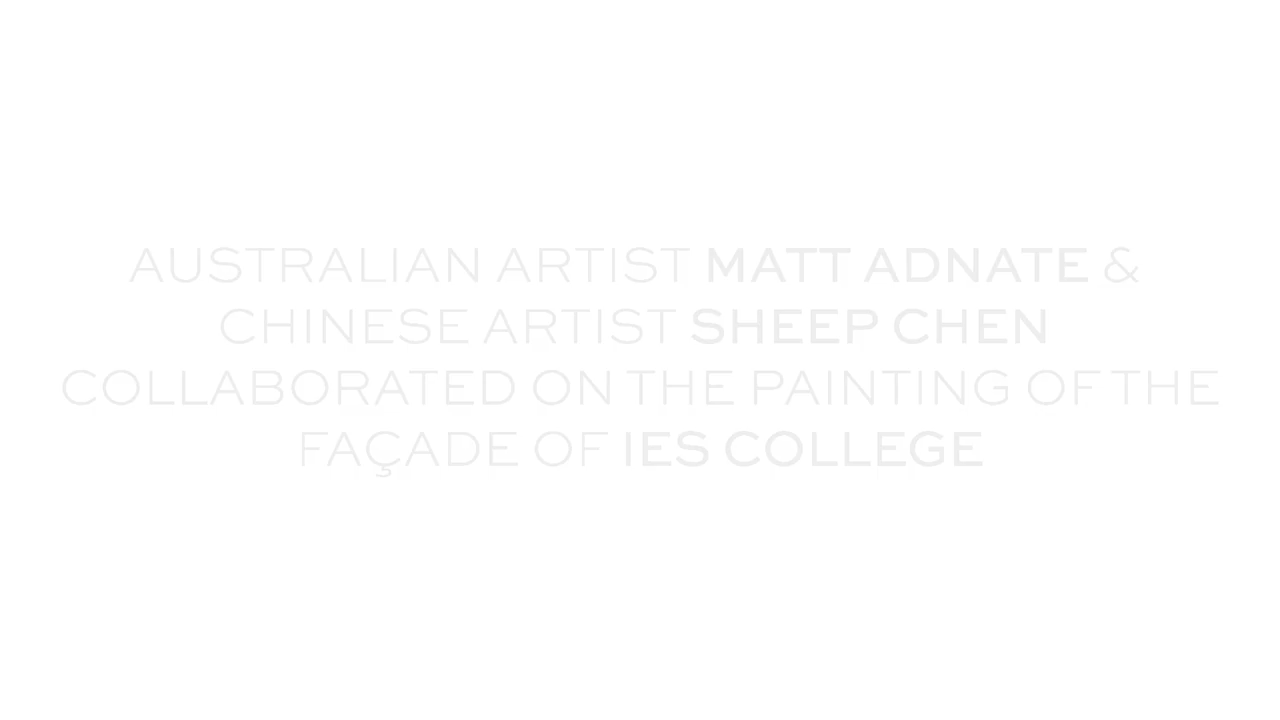 AUSTRALIAN ARTIST MATT ADNATE &
CHINESE ARTIST SHEEP CHEN
COLLABORATED ON THE PAINTING OF THE
FAÇADE OF IES COLLEGE